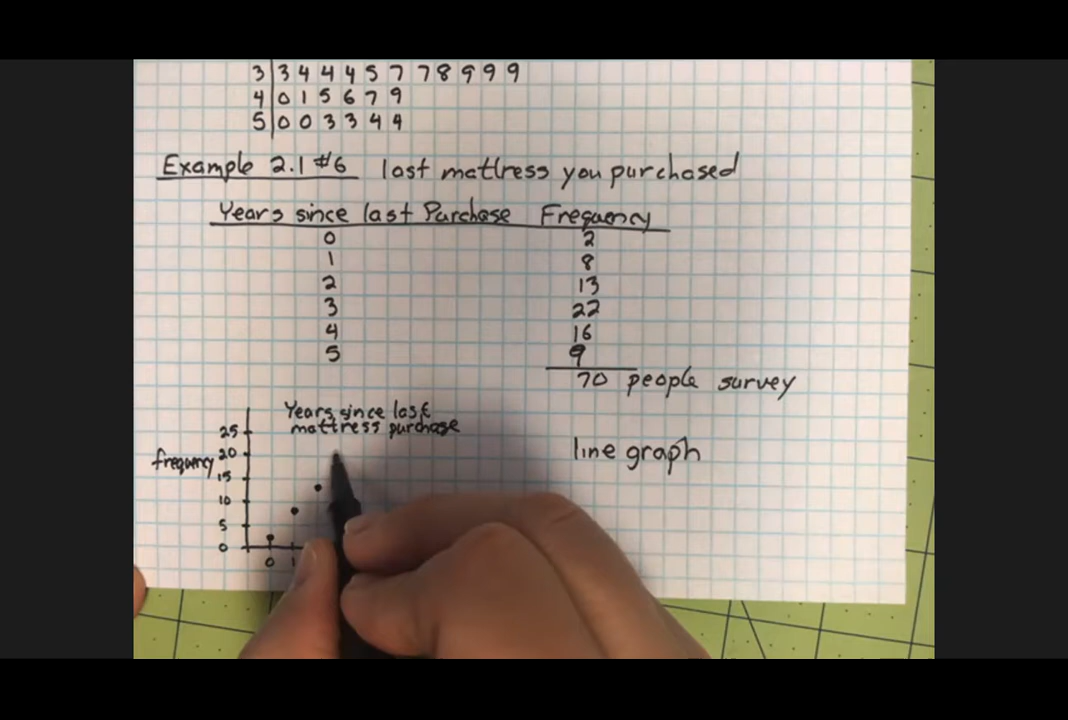 3 | 3 4 4 4 5 7 7 8 9 9 9
4 | 0 1 5 6 7 9
5 | 0 0 3 3 4 4
Example 2.1 #6 last mattress you purchased
Years since last Purchase Frequency
0 2
1 8
2 13
3 22
4 16
5 9
70 people survey
Years since last
mattress purchase
line graph
frequency
25
20
15
10
5
0
0 1